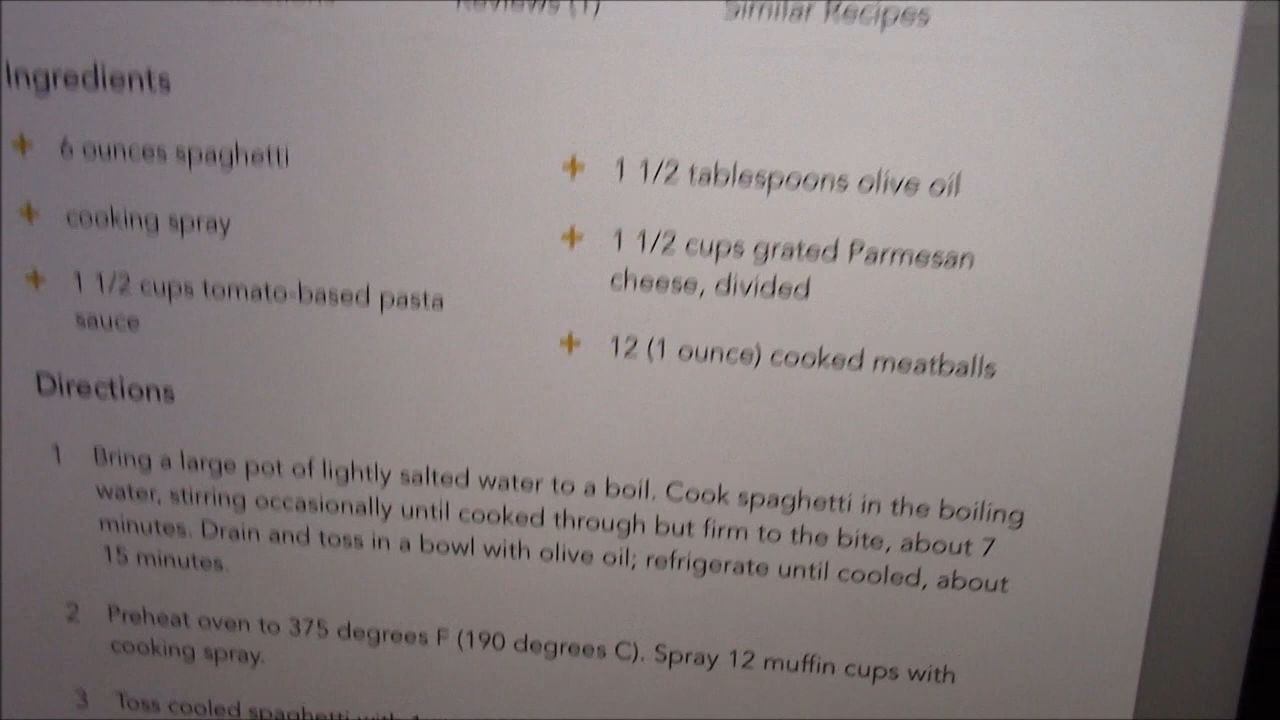 Reviews (1)
Similar Recipes
Ingredients
6 ounces spaghetti
cooking spray
1 1/2 cups tomato-based pasta
sauce
1 1/2 tablespoons olive oil
1 1/2 cups grated Parmesan
cheese, divided
12 (1 ounce) cooked meatballs
Directions
1 Bring a large pot of lightly salted water to a boil. Cook spaghetti in the boiling
water, stirring occasionally until cooked through but firm to the bite, about 7
minutes. Drain and toss in a bowl with olive oil; refrigerate until cooled, about
15 minutes.
2 Preheat oven to 375 degrees F (190 degrees C). Spray 12 muffin cups with
cooking spray.
3 Toss cooled spaghetti with